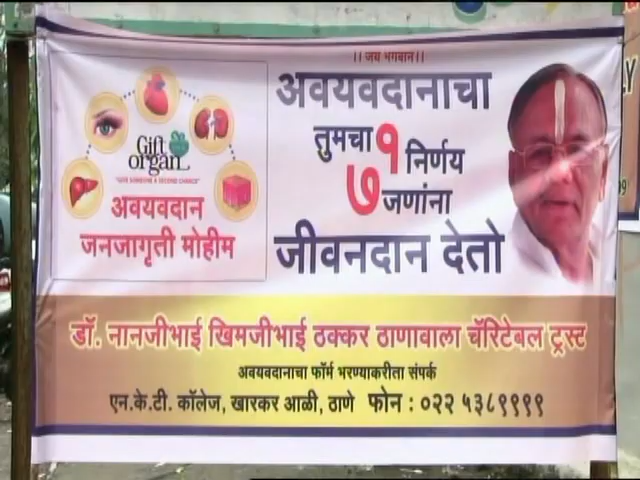 ।। जय भगवान।।
अवयवदानाचा
तुमचा १ निर्णय
७ जणांना
जीवनदान देतो
Gift
organ
"GIVE SOMEONE A SECOND CHANCE"
अवयवदान
जनजागृती मोहीम
डॉ. नानजीभाई खिमजीभाई ठक्कर ठाणावाला चॅरिटेबल ट्रस्ट
अवयवदानाचा फॉर्म भरण्याकरीता संपर्क
एन.के.टी. कॉलेज, खारकर आळी, ठाणे फोन : ०२२ ५३८९९९९